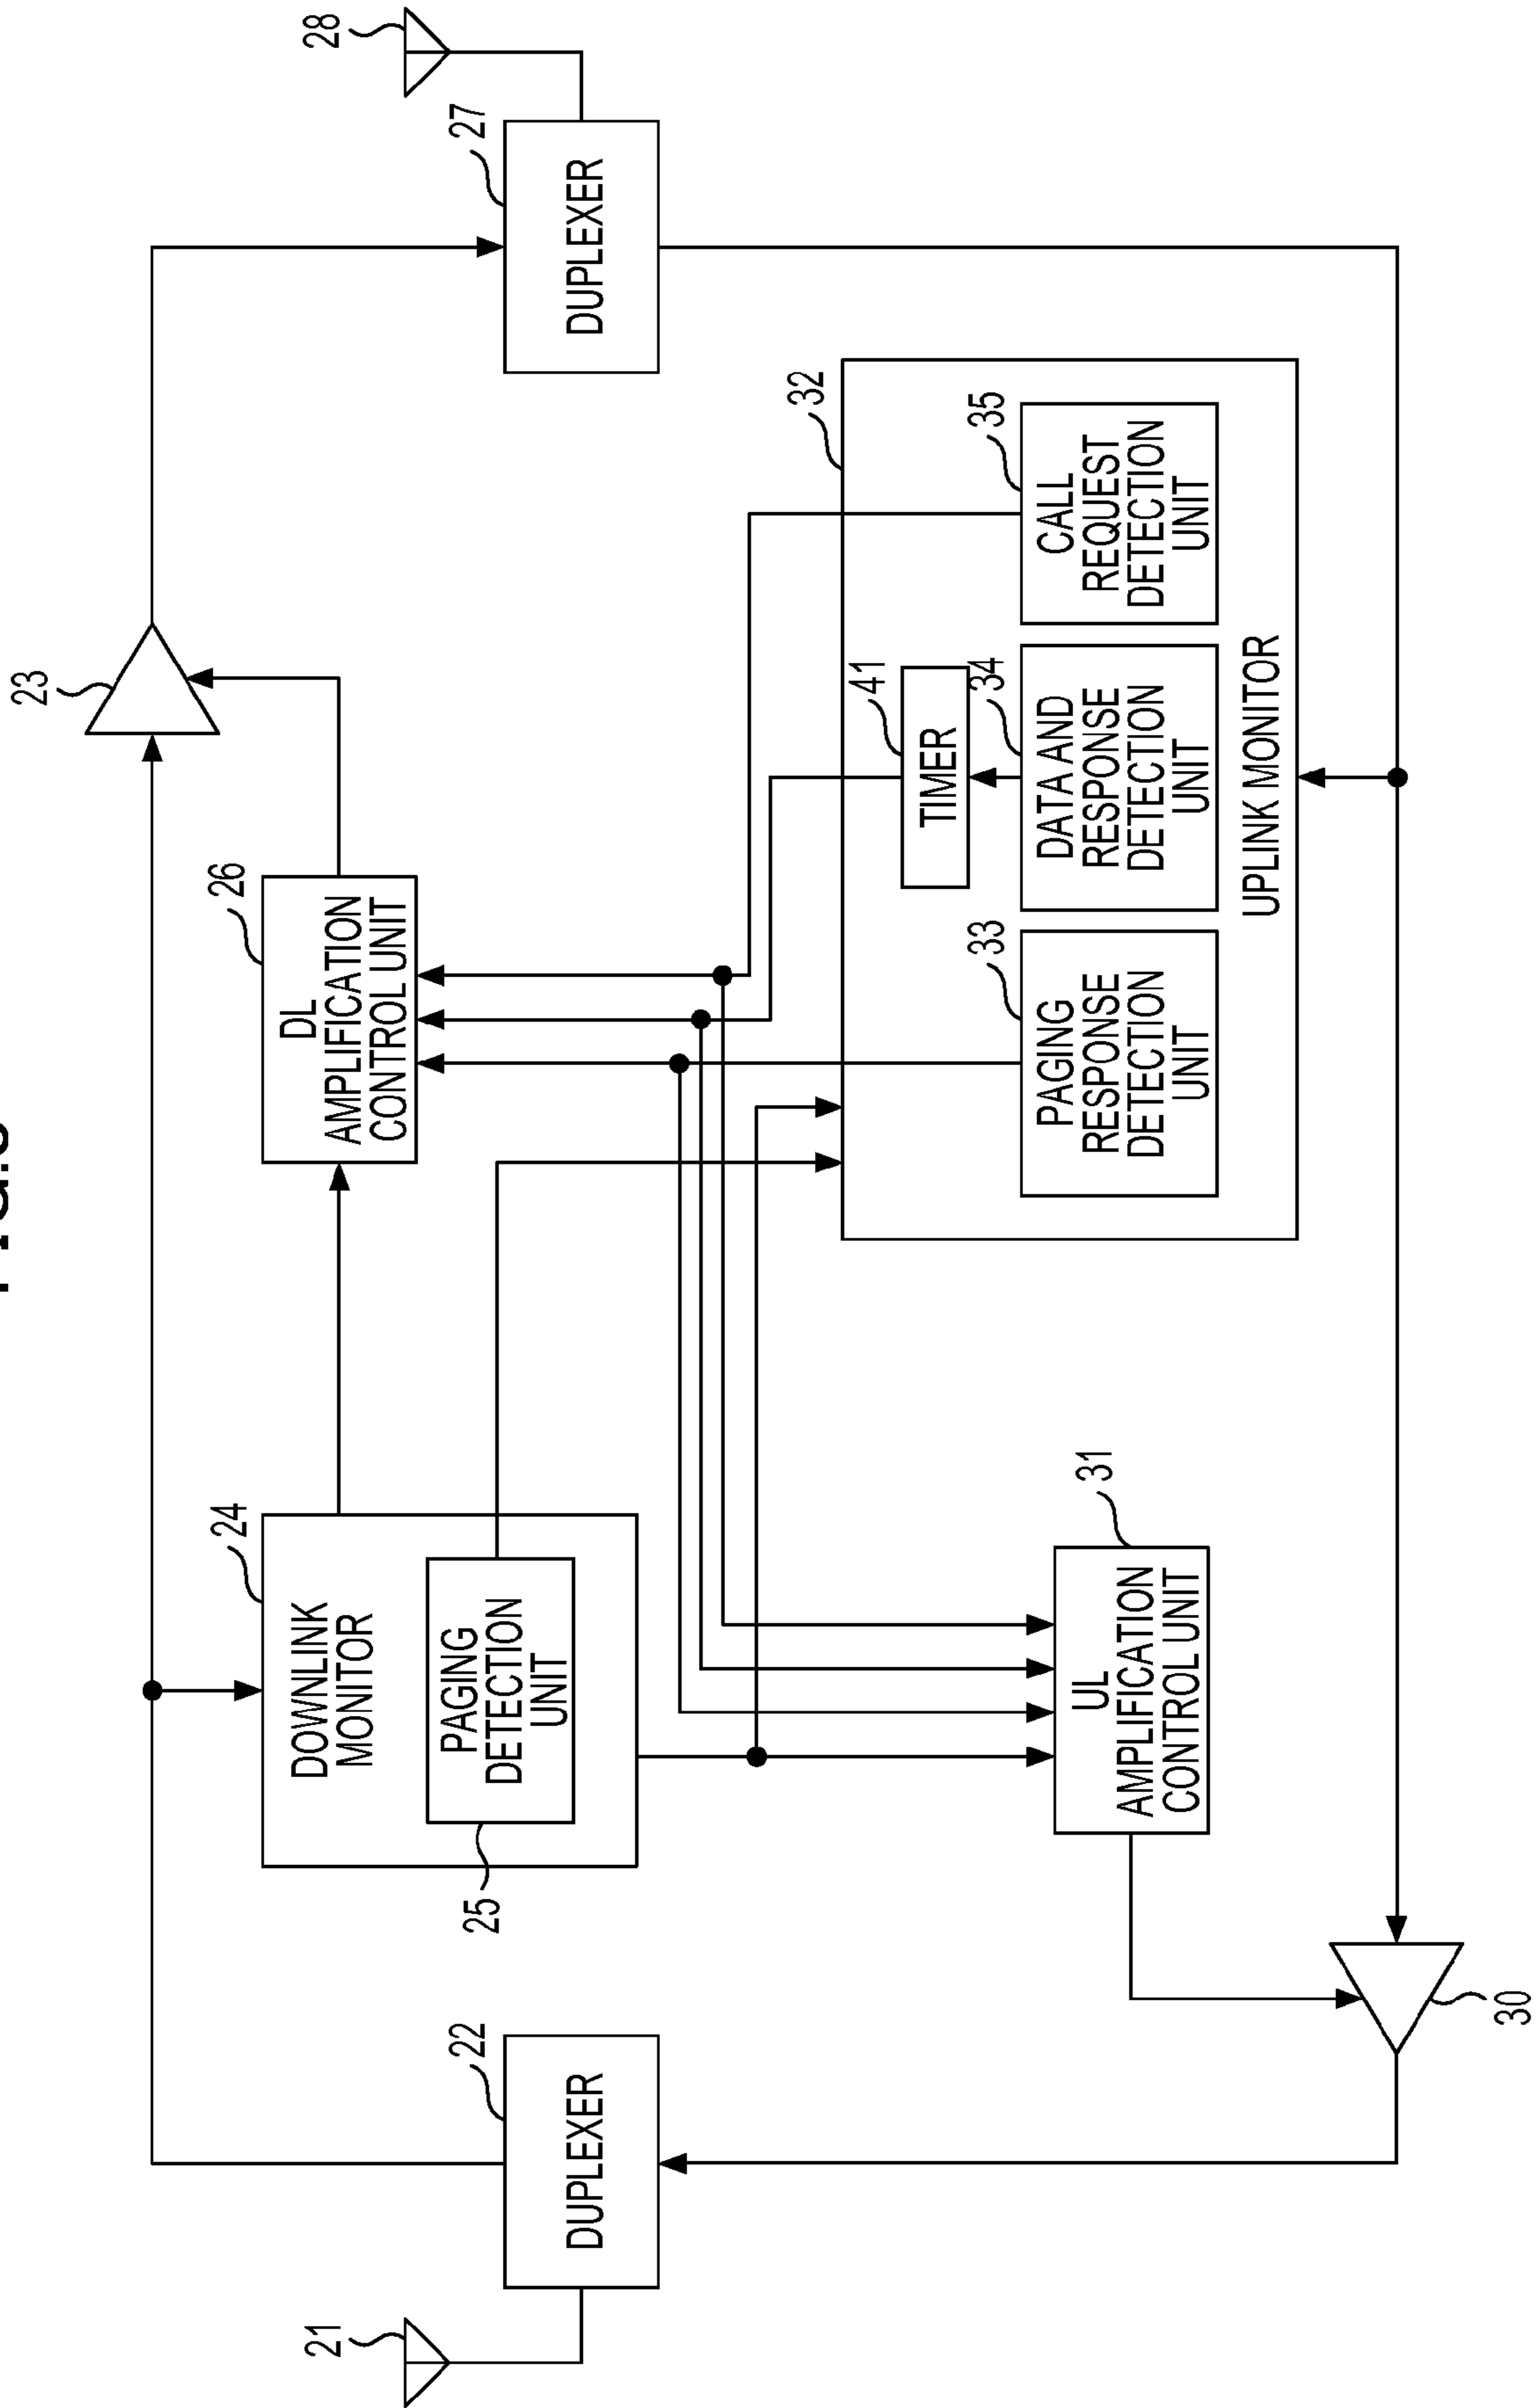 23
24
26
DOWNLINK
MONITOR
DL
AMPLIFICATION
CONTROL UNIT
21
28
25
PAGING
DETECTION
UNIT
22
27
DUPLEXER
DUPLEXER
32
41
TIMER
33
34
35
31
UL
AMPLIFICATION
CONTROL UNIT
PAGING
RESPONSE
DETECTION
UNIT
DATA AND
RESPONSE
DETECTION
UNIT
CALL
REQUEST
DETECTION
UNIT
UPLINK MONITOR
30